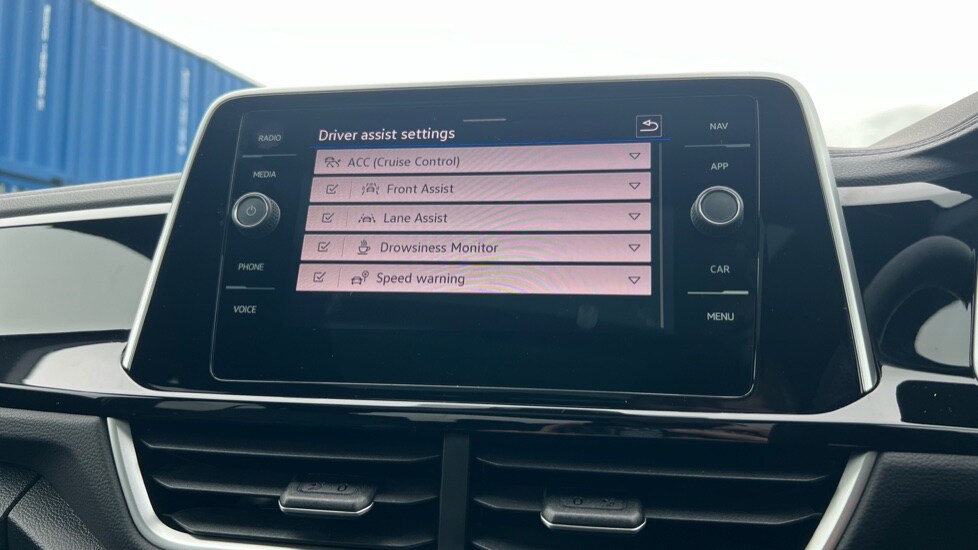 RADIO
MEDIA
PHONE
VOICE
Driver assist settings
ACC (Cruise Control)
Front Assist
Lane Assist
Drowsiness Monitor
Speed warning
NAV
APP
CAR
MENU